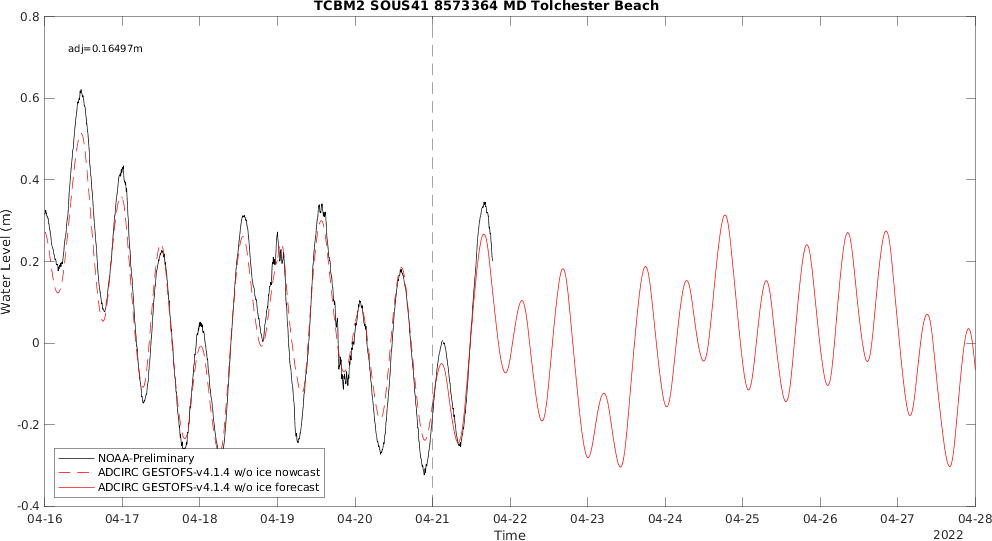 TCBM2 SOUS41 8573364 MD Tolchester Beach
adj=0.16497m
Water Level (m)
0.8
0.6
0.4
0.2
0
-0.2
-0.4
NOAA-Preliminary
ADCIRC GESTOFS-v4.1.4 w/o ice nowcast
ADCIRC GESTOFS-v4.1.4 w/o ice forecast
04-16 04-17 04-18 04-19 04-20 04-21 04-22 04-23 04-24 04-25 04-26 04-27 04-28
Time
2022